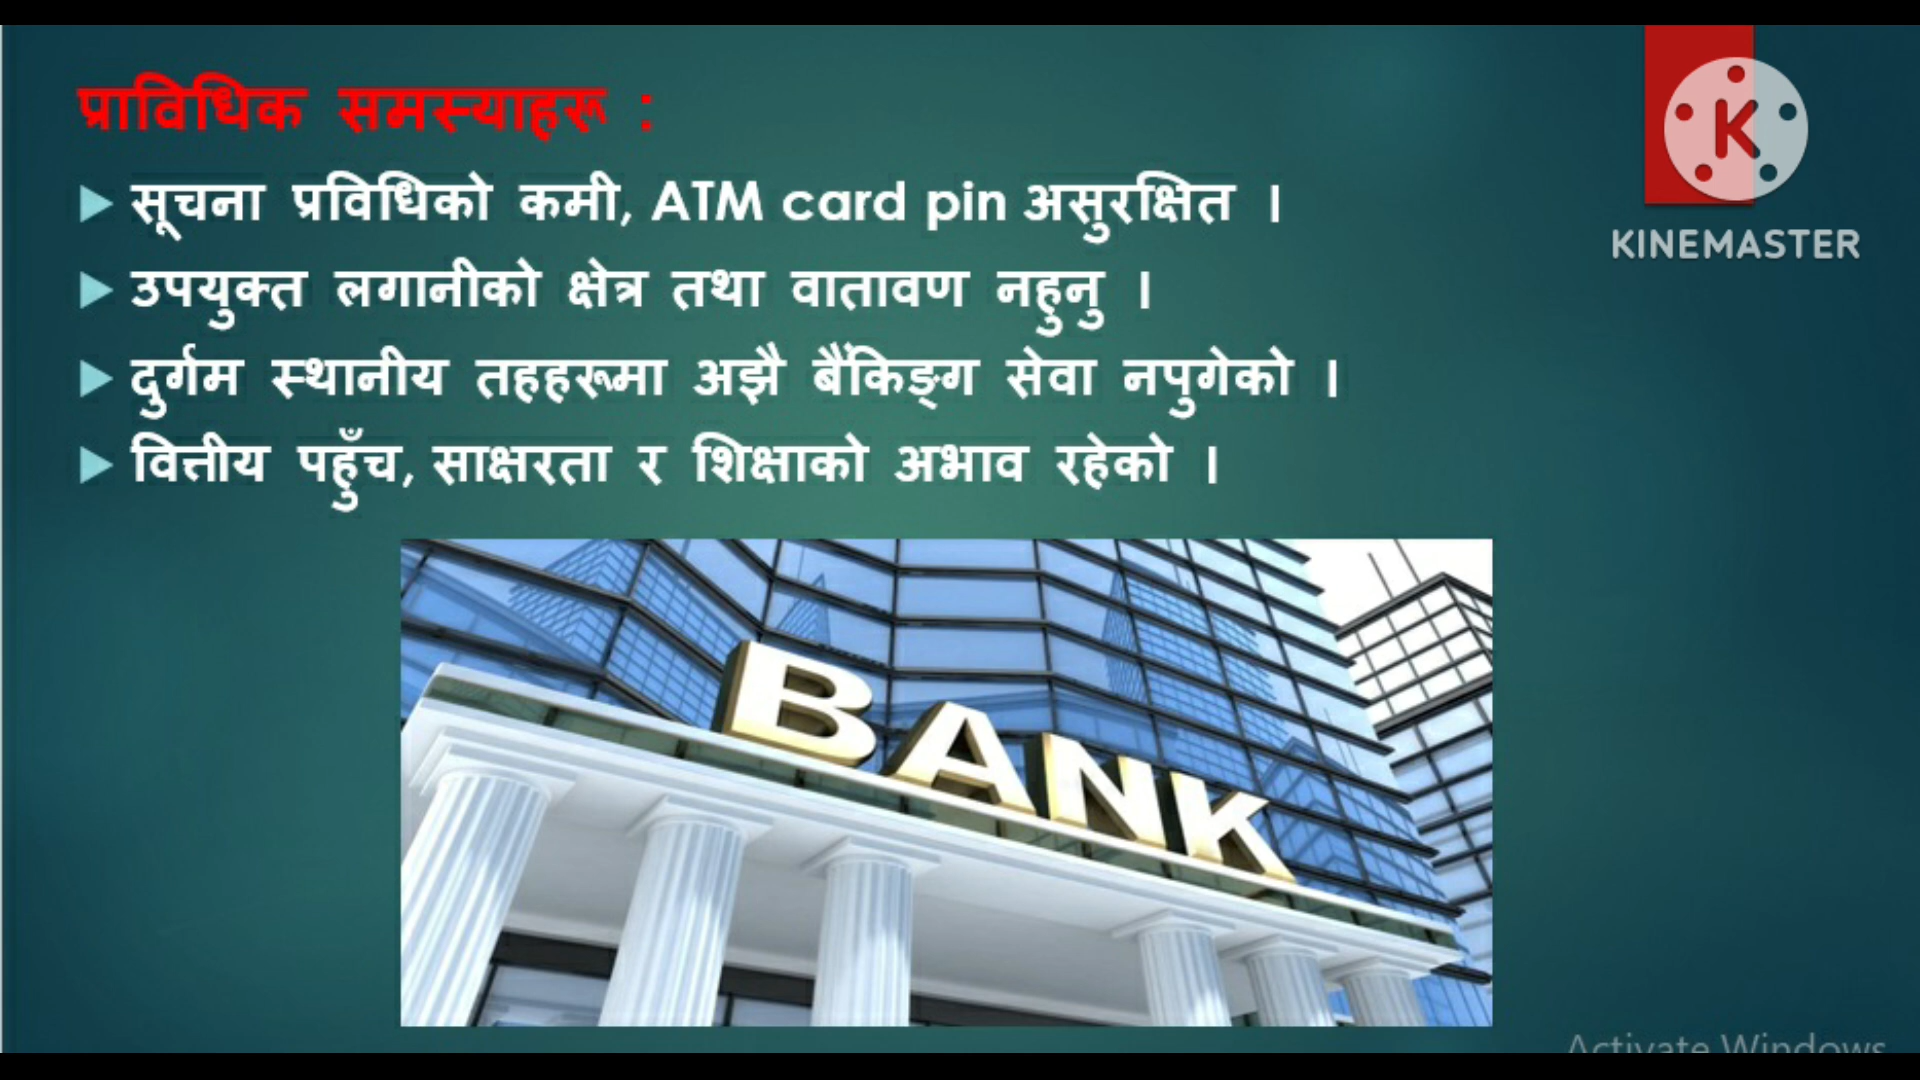 प्राविधिक समस्याहरू :
सूचना प्रविधिको कमी, ATM card pin असुरक्षित ।
उपयुक्त लगानीको क्षेत्र तथा वातावण नहुनु ।
दुर्गम स्थानीय तहहरूमा अझै बैंकिङ्ग सेवा नपुगेको ।
वित्तीय पहुँच, साक्षरता र शिक्षाको अभाव रहेको ।
K
KINEMASTER
BANK
Activate Windows